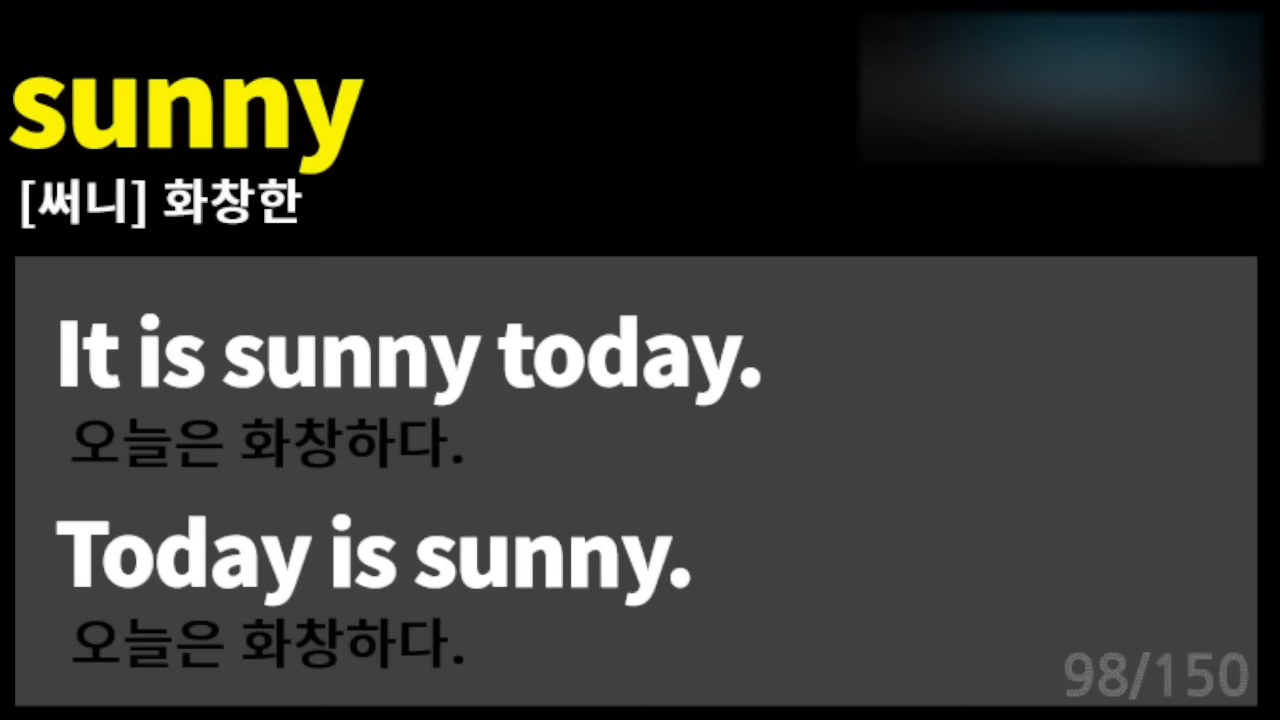 sunny
[써니] 화창한
It is sunny today.
오늘은 화창하다.
Today is sunny.
오늘은 화창하다.
98/150